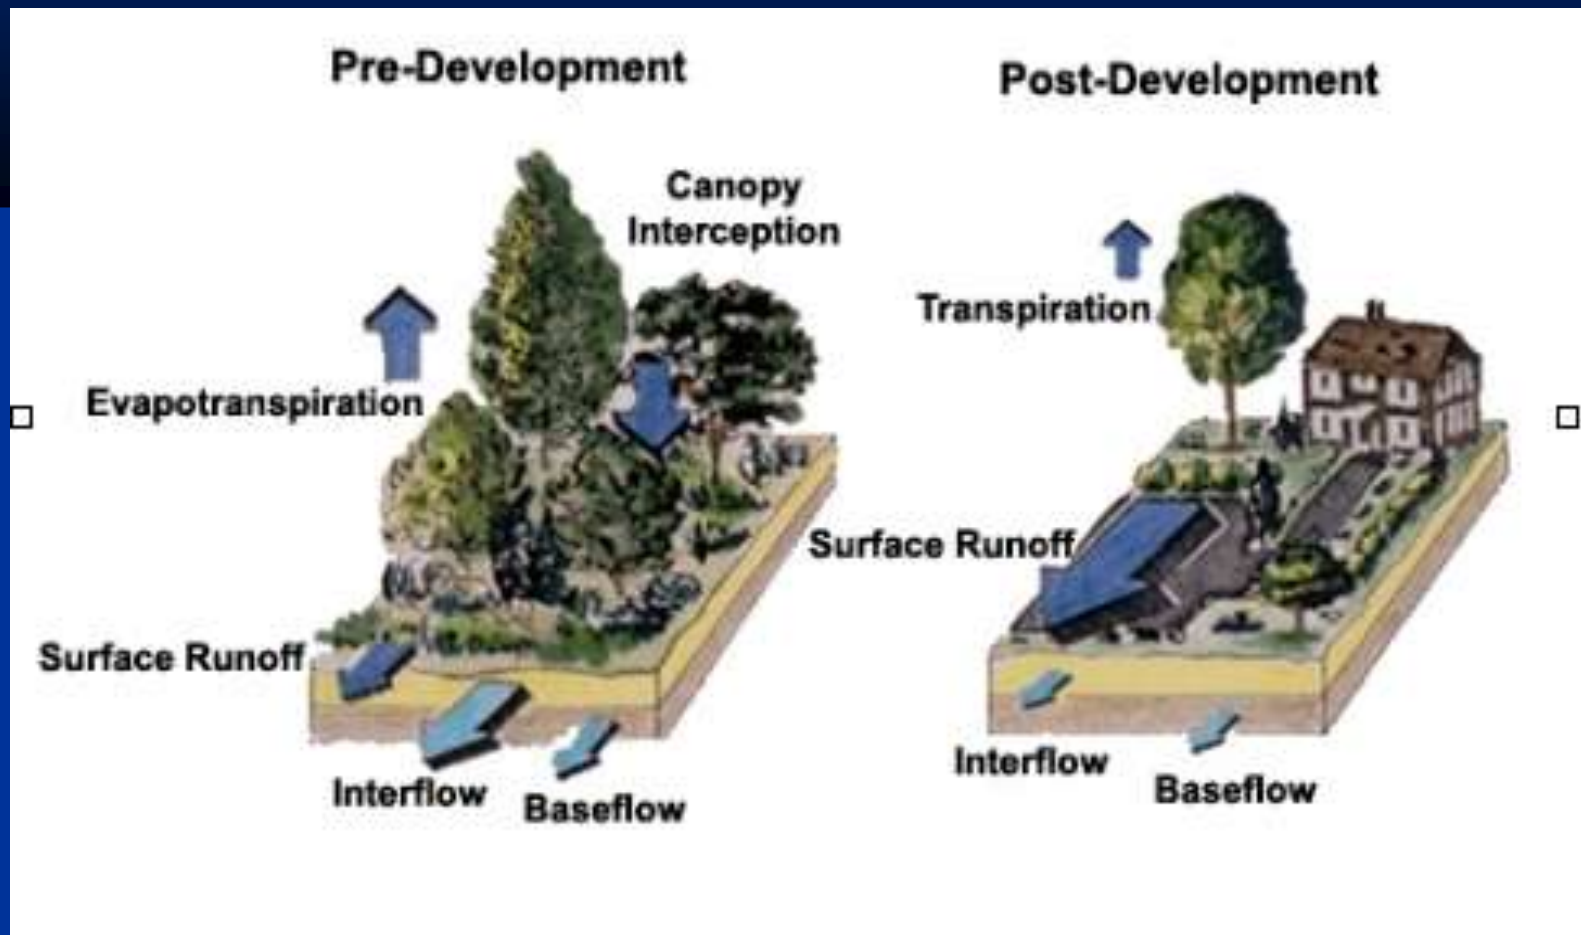 Pre-Development
Canopy
Interception
Evapotranspiration
Surface Runoff
Interflow
Baseflow
Post-Development
Transpiration
Surface Runoff
Interflow
Baseflow